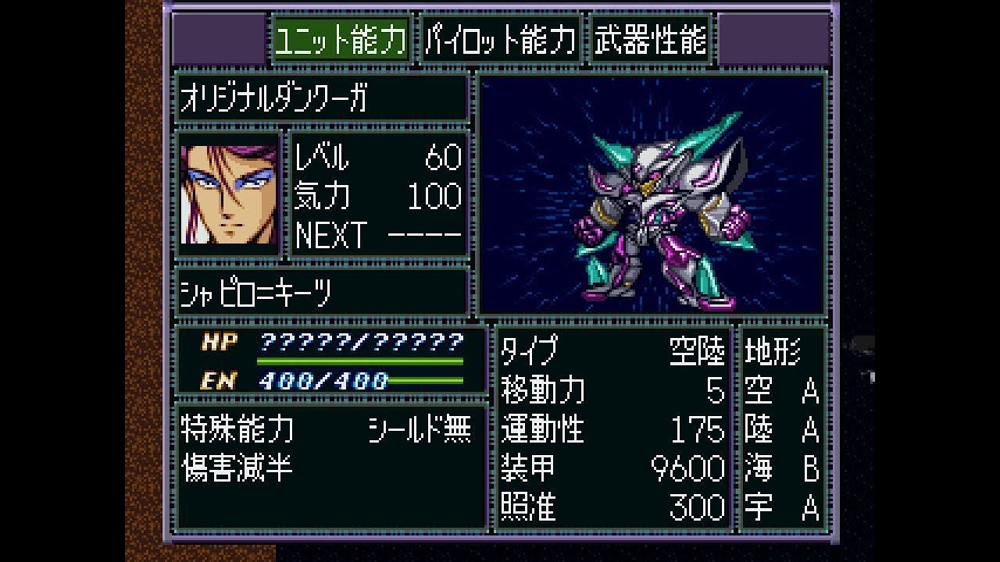 ユニット能力 パイロット能力 武器性能
オリジナルダンクーガ
レベル 60
気力 100
NEXT ----
シャピロ=キーツ
HP ?????/?????
EN 400/400
特殊能力 シールド無
傷害減半
タイプ 空陸
移動力 5
運動性 175
装甲 9600
照准 300
地形
空 A
陸 A
海 B
宇 A